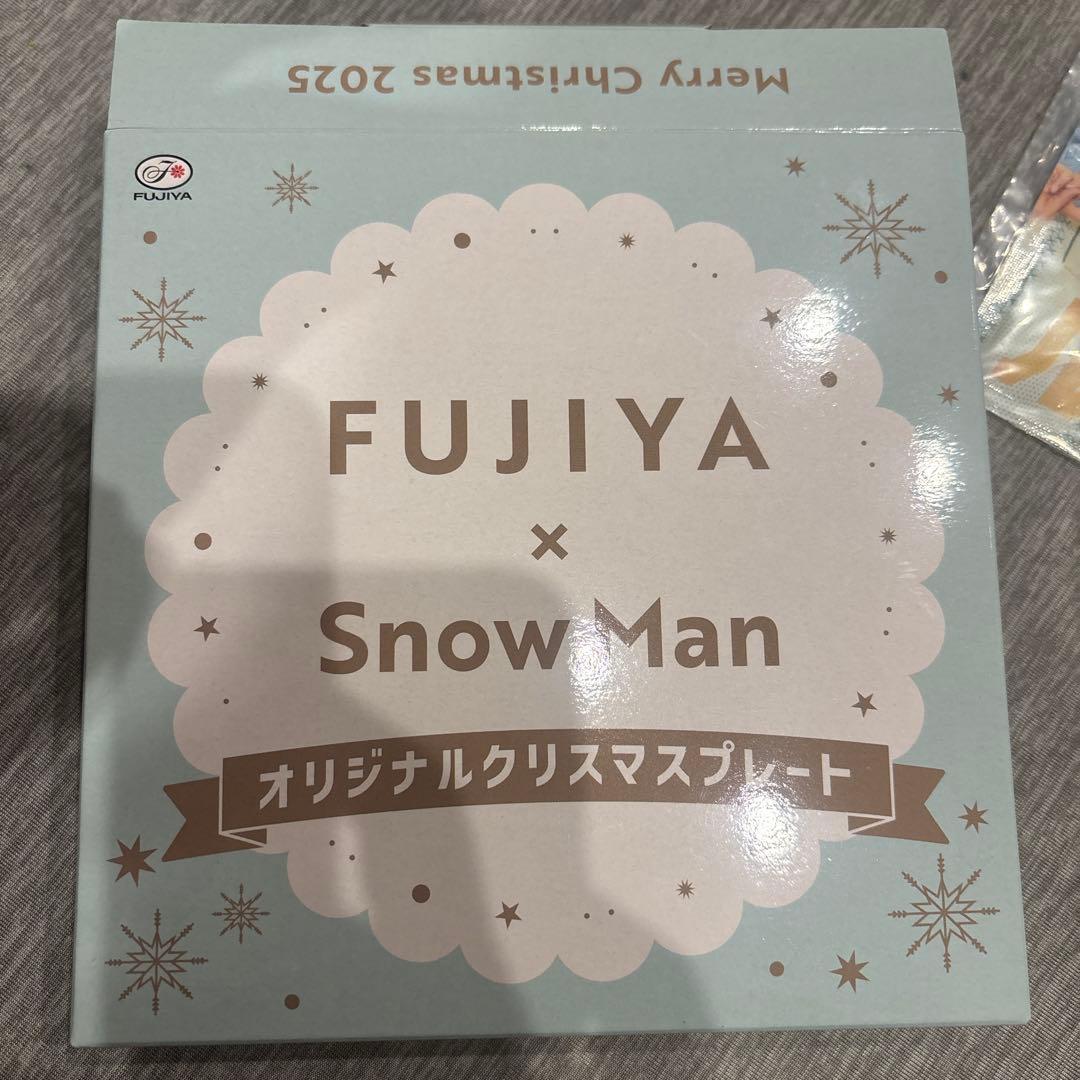 Merry Christmas 2025
FUJIYA
FUJIYA
×
Snow Man
オリジナルクリスマスプレート